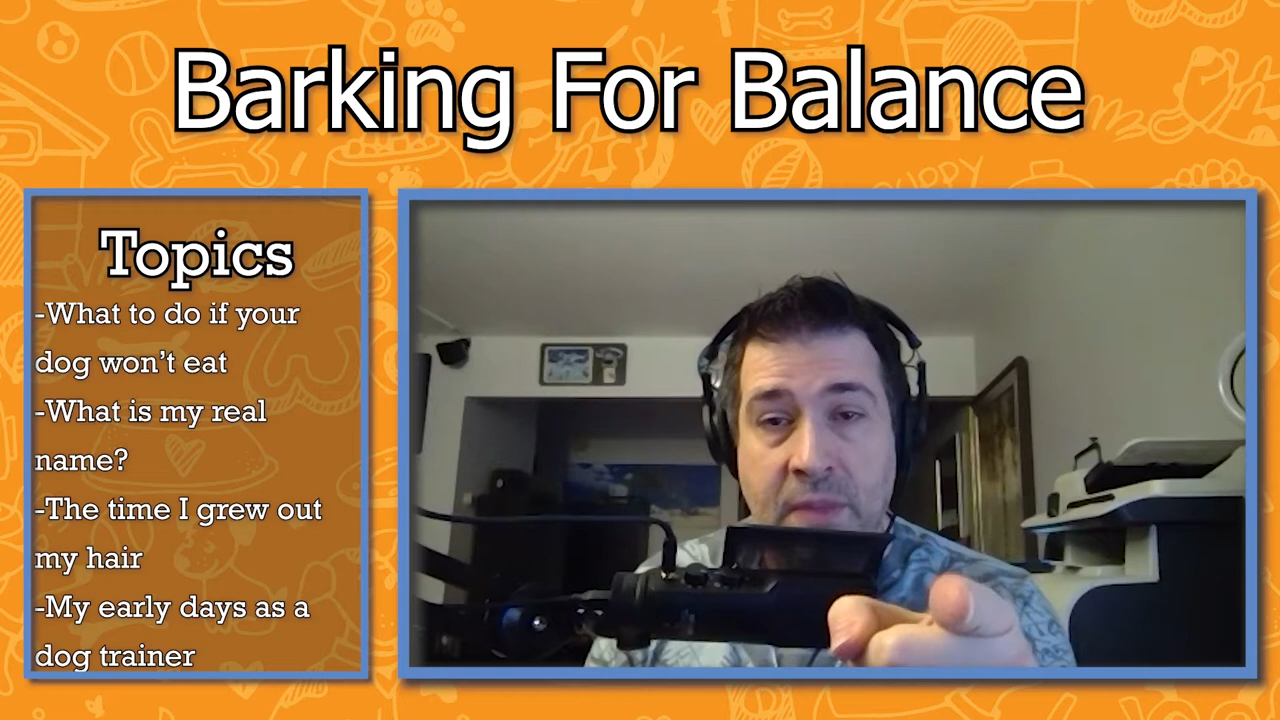 Barking For Balance
Topics
-What to do if your
dog won't eat
-What is my real
name?
-The time I grew out
my hair
-My early days as a
dog trainer
PUPPY